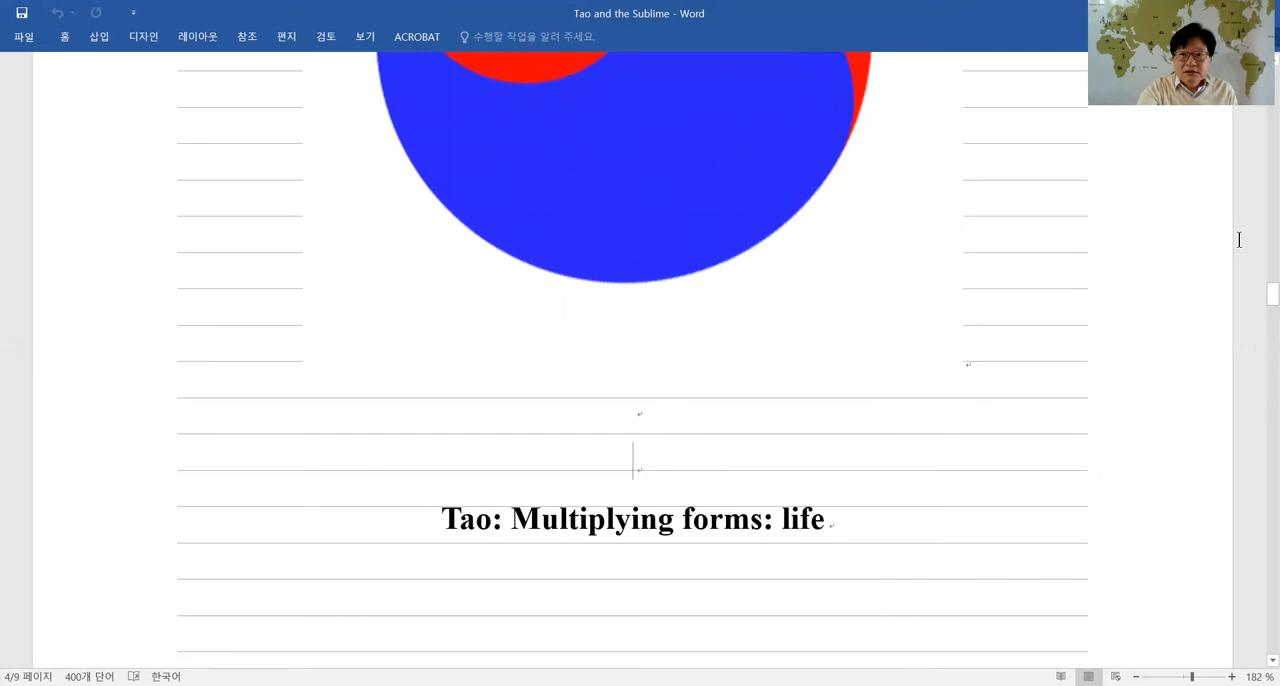 Tao and the Sublime - Word
파일 홈 삽입 디자인 레이아웃 참조 편지 검토 보기 ACROBAT 수행할 작업을 알려 주세요.
Tao: Multiplying forms: life
4/9 페이지 400개 단어 한국어 182 %